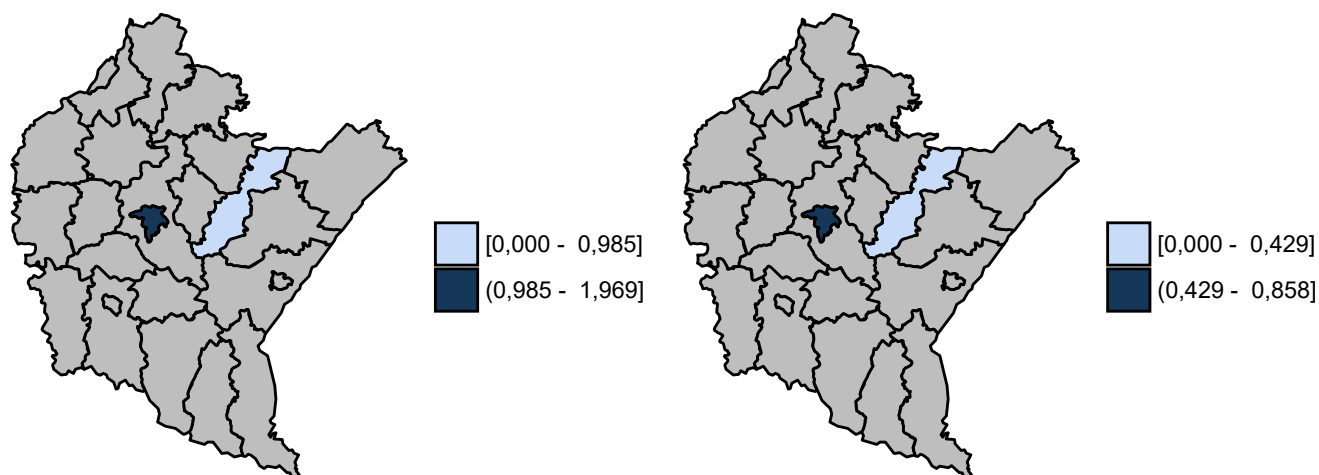 [0,000 - 0,985]
(0,985 - 1,969]
[0,000 - 0,429]
(0,429 - 0,858]